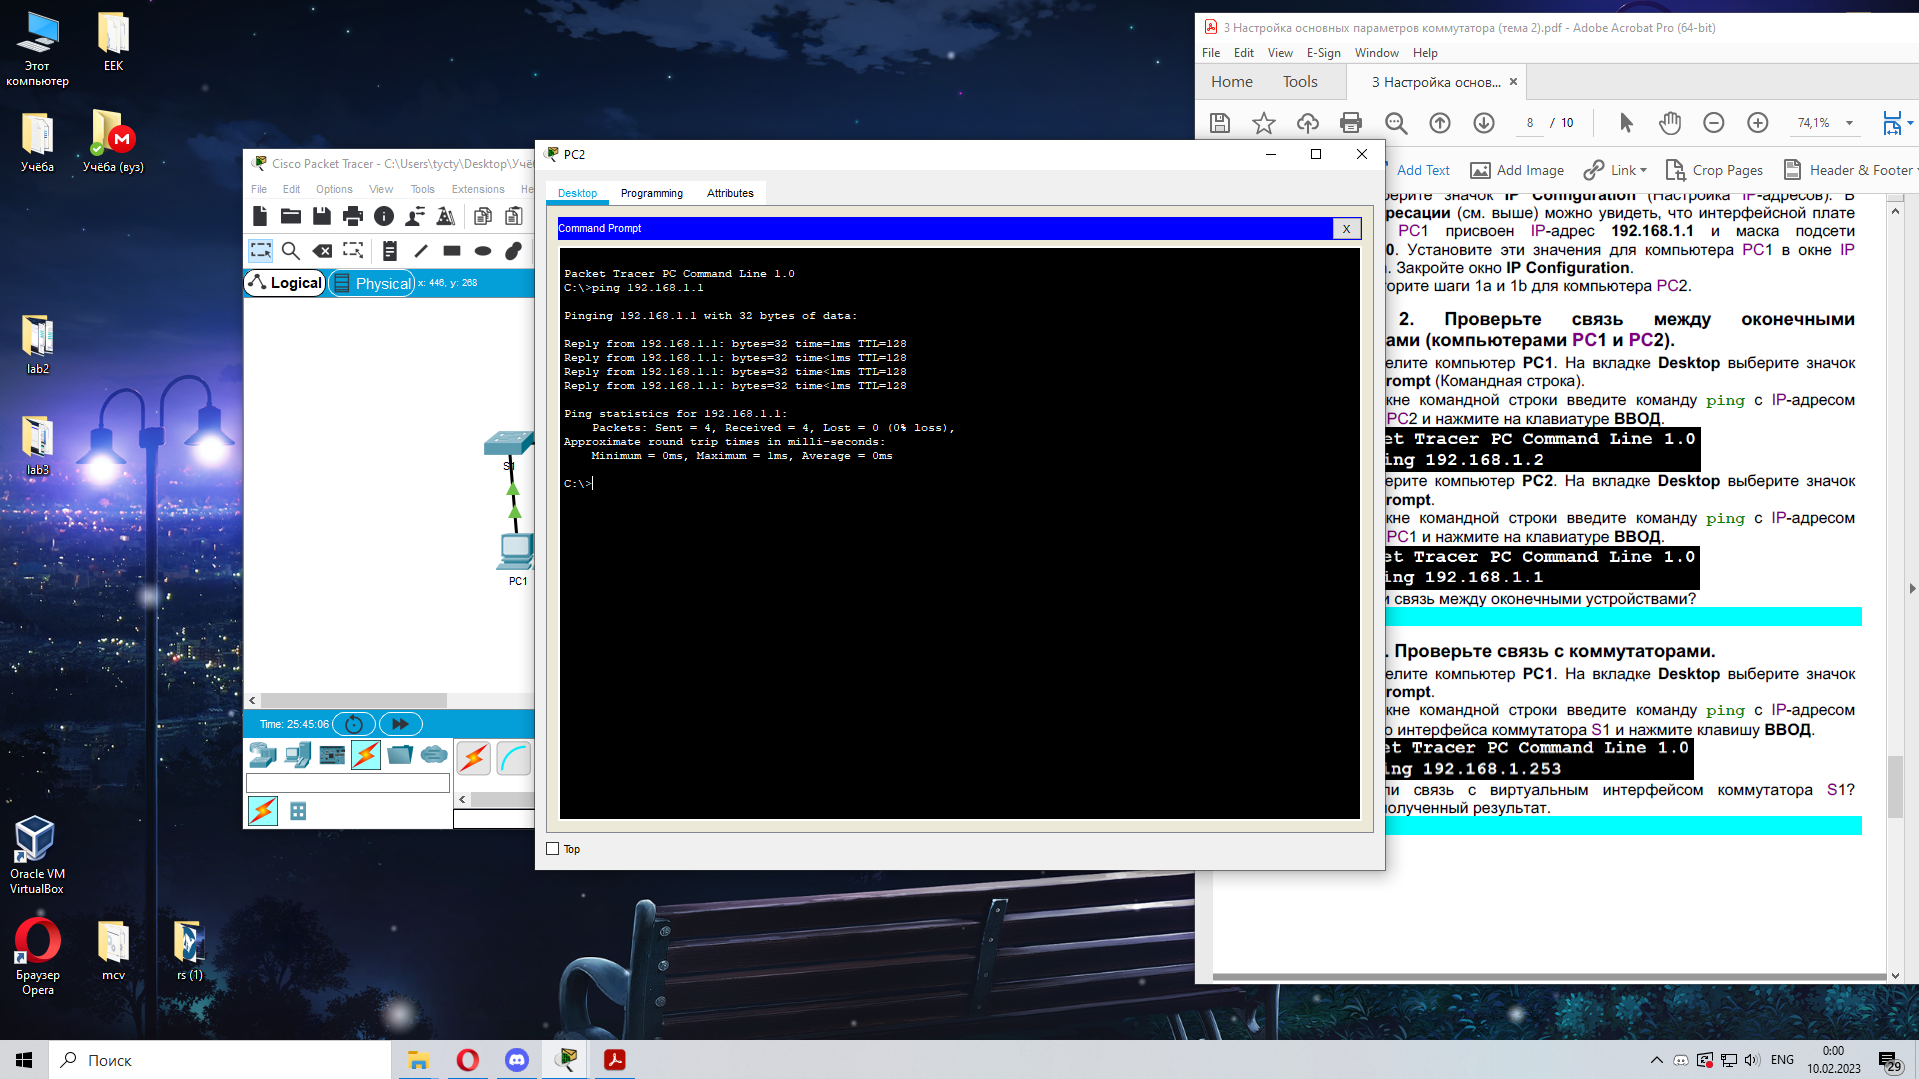 Этот
компьютер
EEK
Учёба
Учёба (вуз)
lab2
lab3
Oracle VM
VirtualBox
Браузер
Opera
mcv
rs (1)
Cisco Packet Tracer - C:\Users\tycty\Desktop\Учёб
File Edit Options View Tools Extensions He
Logical
Physical
x: 446, y: 268
S1
PC1
Time: 25:45:06
PC2
Desktop
Programming
Attributes
Command Prompt
X
Packet Tracer PC Command Line 1.0
C:\>ping 192.168.1.1
Pinging 192.168.1.1 with 32 bytes of data:
Reply from 192.168.1.1: bytes=32 time=1ms TTL=128
Reply from 192.168.1.1: bytes=32 time<1ms TTL=128
Reply from 192.168.1.1: bytes=32 time<1ms TTL=128
Reply from 192.168.1.1: bytes=32 time<1ms TTL=128
Ping statistics for 192.168.1.1:
Packets: Sent = 4, Received = 4, Lost = 0 (0% loss),
Approximate round trip times in milli-seconds:
Minimum = 0ms, Maximum = 1ms, Average = 0ms
C:\>
Top
3 Настройка основных параметров коммутатора (тема 2).pdf - Adobe Acrobat Pro (64-bit)
File Edit View E-Sign Window Help
Home Tools 3 Настройка основ... ×
8 / 10 74,1%
Add Text Add Image Link Crop Pages Header & Footer
ерите значок IP Configuration (Настройка IP-адресов). В
ресации (см. выше) можно увидеть, что интерфейсной плате
PC1 присвоен IP-адрес 192.168.1.1 и маска подсети
0. Установите эти значения для компьютера PC1 в окне IP
. Закройте окно IP Configuration.
орите шаги 1a и 1b для компьютера PC2.
2. Проверьте связь между оконечными
ами (компьютерами PC1 и PC2).
елите компьютер PC1. На вкладке Desktop выберите значок
rompt (Командная строка).
кне командной строки введите команду ping с IP-адресом
PC2 и нажмите на клавиатуре ВВОД.
et Tracer PC Command Line 1.0
ing 192.168.1.2
ерите компьютер PC2. На вкладке Desktop выберите значок
rompt.
кне командной строки введите команду ping с IP-адресом
PC1 и нажмите на клавиатуре ВВОД.
et Tracer PC Command Line 1.0
ing 192.168.1.1
и связь между оконечными устройствами?
. Проверьте связь с коммутаторами.
елите компьютер PC1. На вкладке Desktop выберите значок
rompt.
кне командной строки введите команду ping с IP-адресом
о интерфейса коммутатора S1 и нажмите клавишу ВВОД.
et Tracer PC Command Line 1.0
ing 192.168.1.253
ли связь с виртуальным интерфейсом коммутатора S1?
полученный результат.
Поиск
ENG
0:00
10.02.2023
29